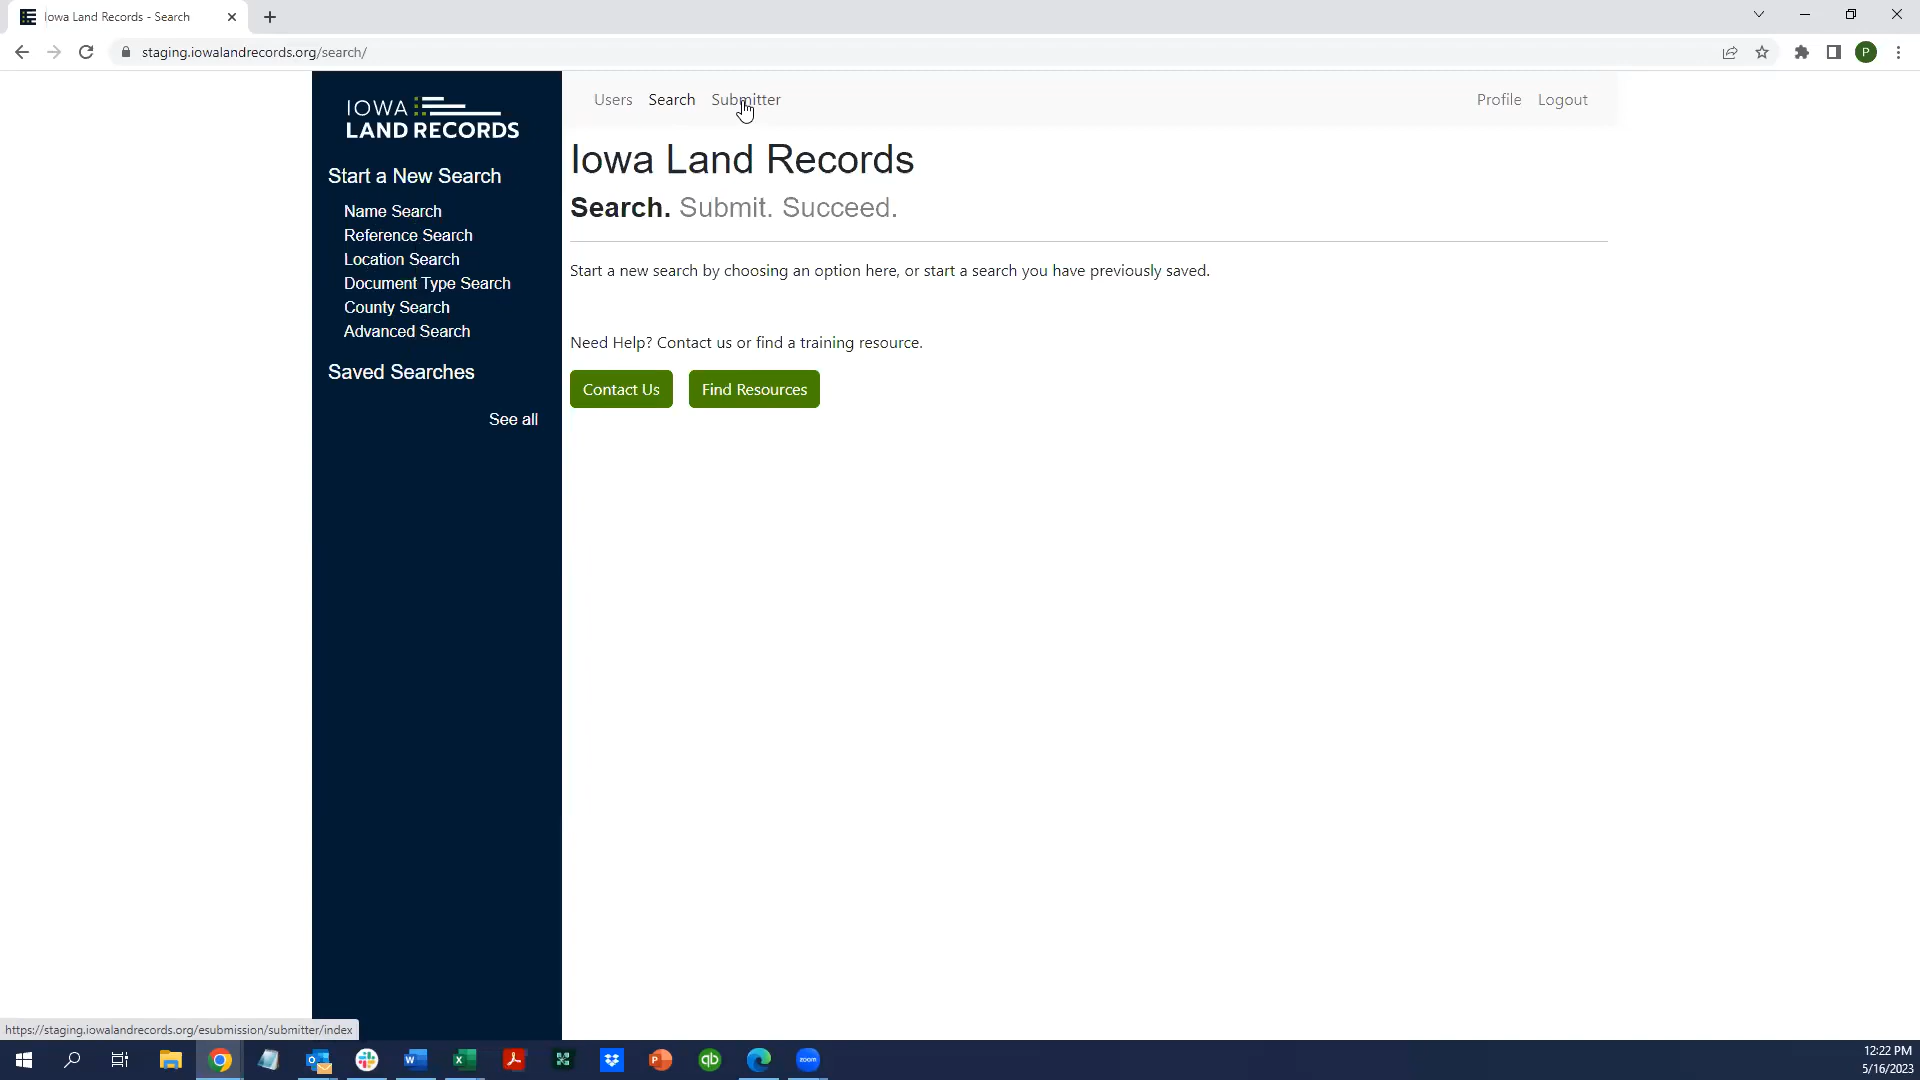 Iowa Land Records - Search
staging.iowalandrecords.org/search/
P
IOWA
LAND RECORDS
Users Search Submitter Profile Logout
Start a New Search
Name Search
Reference Search
Location Search
Document Type Search
County Search
Advanced Search
Saved Searches
See all
Iowa Land Records
Search. Submit. Succeed.
Start a new search by choosing an option here, or start a search you have previously saved.
Need Help? Contact us or find a training resource.
Contact Us Find Resources
https://staging.iowalandrecords.org/esubmission/submitter/index
W X P qb zoom
12:22 PM
5/16/2023